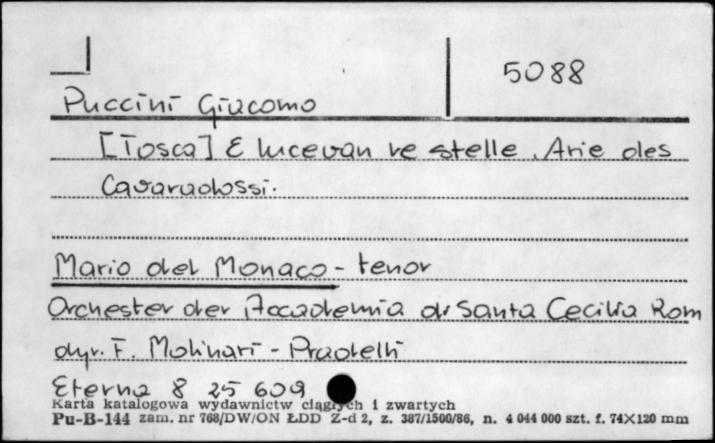 5088
Puccini Giacomo
[Tosca] E lucevan le stelle. Arie des
Cavaradossi.
Mario del Monaco - tenor
Orchester der Accademia di Santa Cecilia Rom
dyr. F. Molinari - Pradelli
Eterna 8 25 609
Karta katalogowa wydawnictw ciągłych i zwartych
Pu-B-144 zam. nr 768/DW/ON ŁDD Z-d 2, z. 387/1500/86, n. 4 044 000 szt. f. 74×120 mm